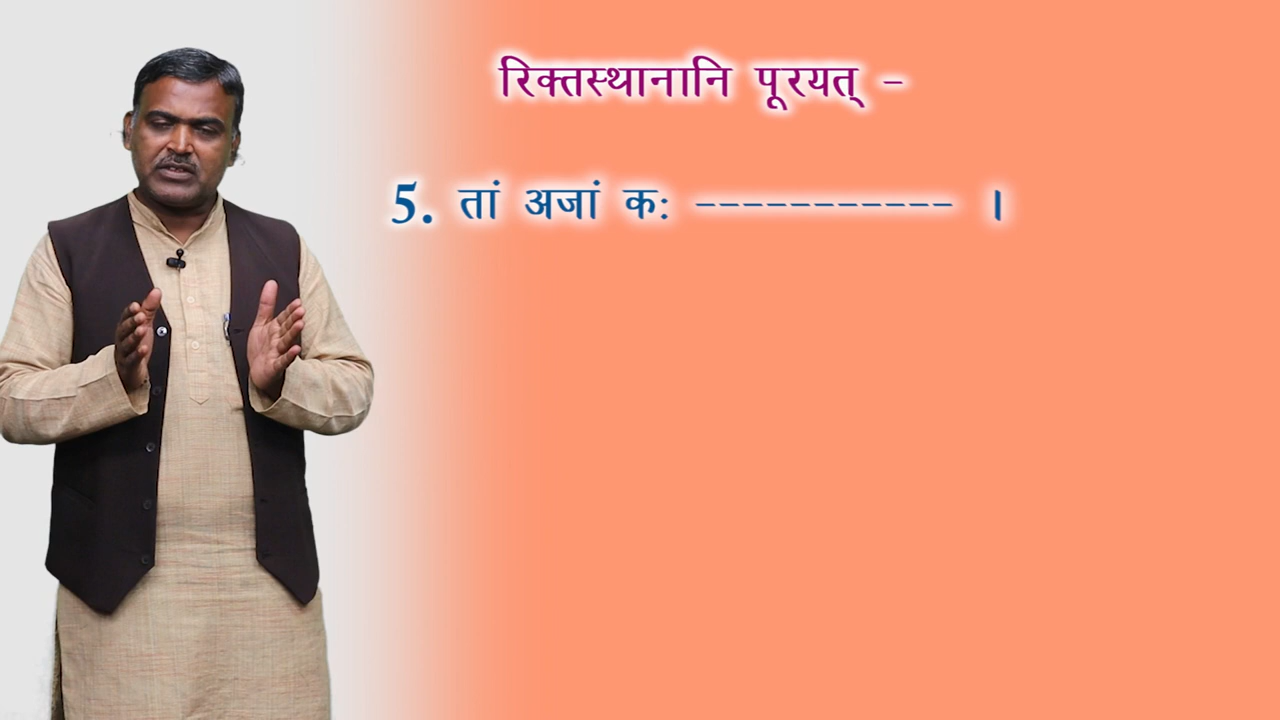 रिक्तस्थानानि पूरयत् -
5. तां अजां कः ----------- ।